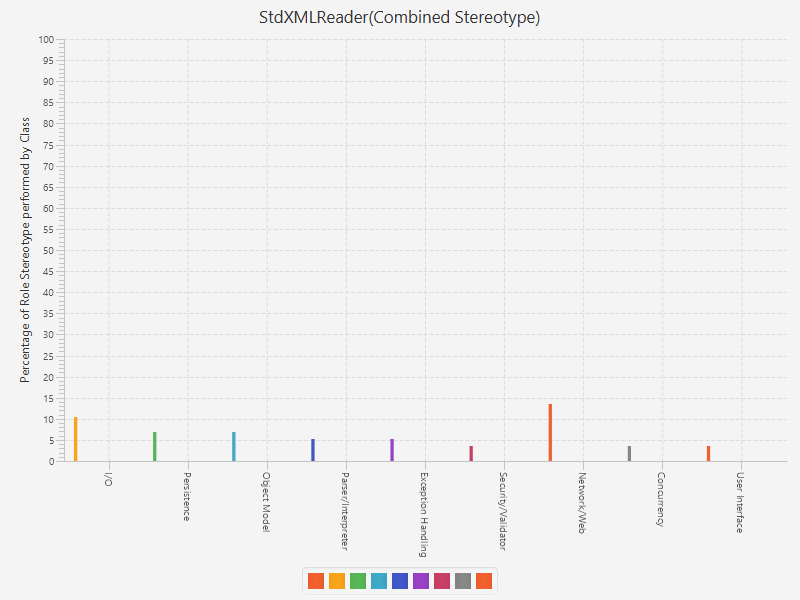 StdXMLReader(Combined Stereotype)
Percentage of Role Stereotype performed by Class
100
95
90
85
80
75
70
65
60
55
50
45
40
35
30
25
20
15
10
5
0
I/O
Persistence
Object Model
Parser/Interpreter
Exception Handling
Security/Validator
Network/Web
Concurrency
User Interface